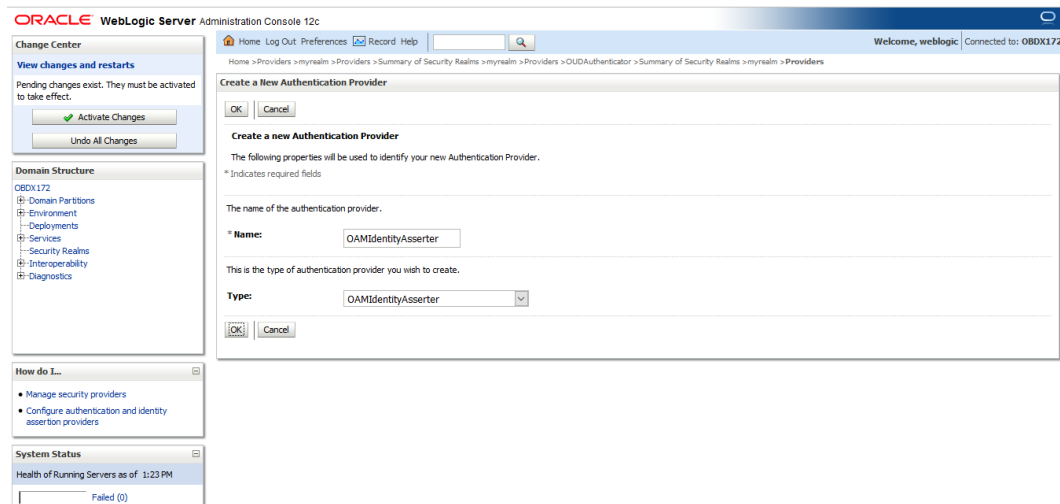 ORACLE WebLogic Server Administration Console 12c
Change Center
View changes and restarts
Pending changes exist. They must be activated
to take effect.
Activate Changes
Undo All Changes
Domain Structure
OBDX172
Domain Partitions
Environment
Deployments
Services
Security Realms
Interoperability
Diagnostics
How do I...
Manage security providers
Configure authentication and identity
assertion providers
System Status
Health of Running Servers as of 1:23 PM
Failed (0)
Home Log Out Preferences Record Help
Welcome, weblogic Connected to: OBDX172
Home >Providers >myrealm >Providers >Summary of Security Realms >myrealm >Providers >OUDAuthenticator >Summary of Security Realms >myrealm >Providers
Create a New Authentication Provider
OK Cancel
Create a new Authentication Provider
The following properties will be used to identify your new Authentication Provider.
* Indicates required fields
The name of the authentication provider.
* Name: OAMIdentityAsserter
This is the type of authentication provider you wish to create.
Type: OAMIdentityAsserter
OK Cancel